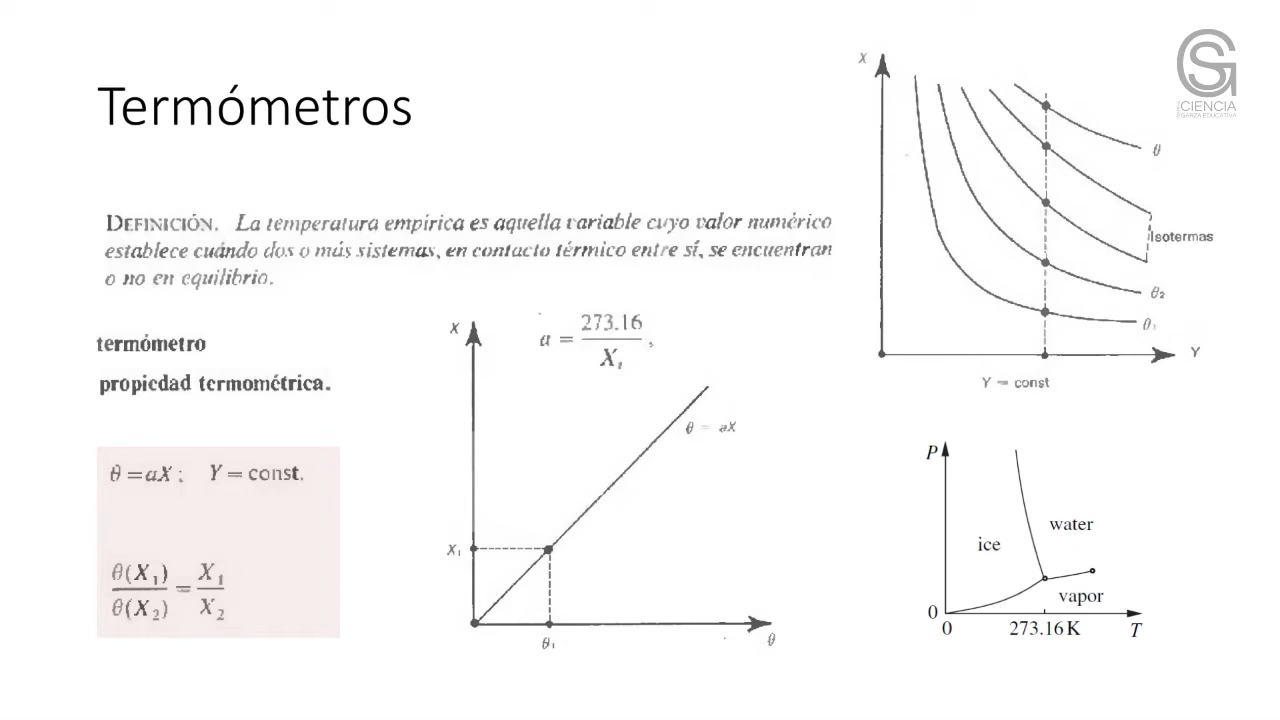 Termómetros
DEFINICIÓN. La temperatura empírica es aquella variable cuyo valor numérico
establece cuándo dos o más sistemas, en contacto térmico entre sí, se encuentran
o no en equilibrio.
termómetro
propiedad termométrica.
θ = aX ; Y = const.
θ(X₁) / θ(X₂) = X₁ / X₂
X
a = 273.16 / X₁ ,
θ = aX
X₁
θ₁
θ
X
θ
Isotermas
θ₂
θ₁
Y
Y = const
P
water
ice
vapor
0
0
273.16 K
T
SG
CIENCIA
GARZA EDUCATIVA